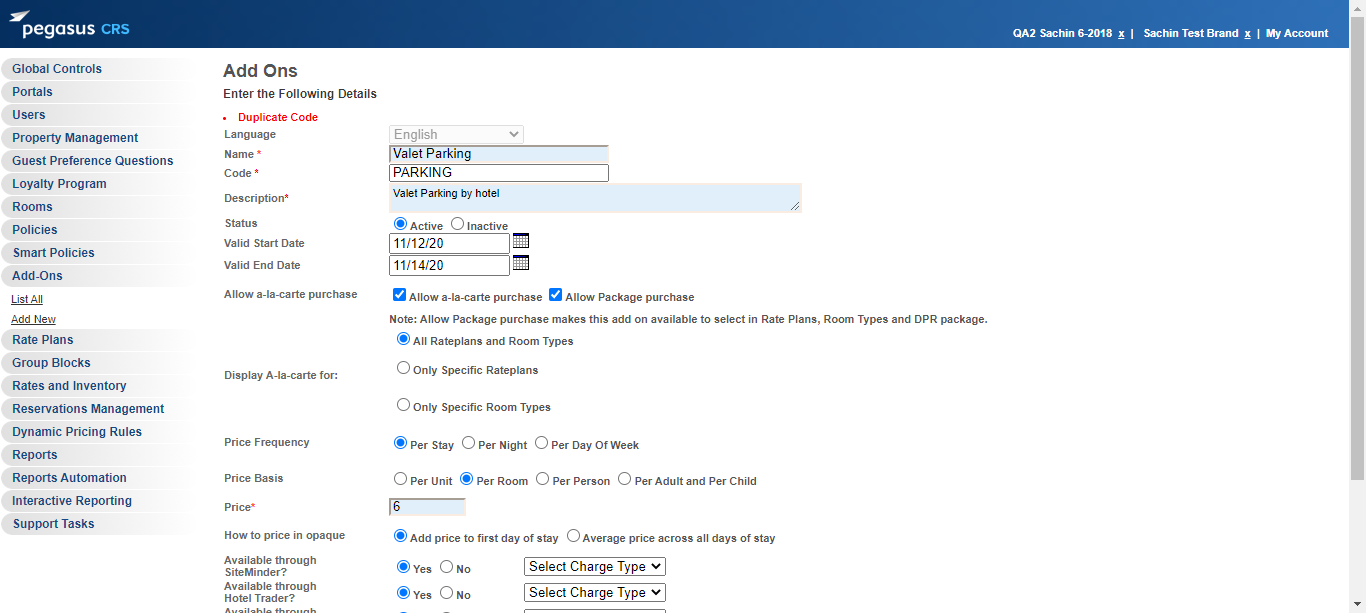 pegasus CRS
QA2 Sachin 6-2018 x | Sachin Test Brand x | My Account
Global Controls
Portals
Users
Property Management
Guest Preference Questions
Loyalty Program
Rooms
Policies
Smart Policies
Add-Ons
List All
Add New
Rate Plans
Group Blocks
Rates and Inventory
Reservations Management
Dynamic Pricing Rules
Reports
Reports Automation
Interactive Reporting
Support Tasks
Add Ons
Enter the Following Details
• Duplicate Code
Language English
Name * Valet Parking
Code * PARKING
Description* Valet Parking by hotel
Status Active Inactive
Valid Start Date 11/12/20
Valid End Date 11/14/20
Allow a-la-carte purchase Allow a-la-carte purchase Allow Package purchase
Note: Allow Package purchase makes this add on available to select in Rate Plans, Room Types and DPR package.
All Rateplans and Room Types
Display A-la-carte for: Only Specific Rateplans
Only Specific Room Types
Price Frequency Per Stay Per Night Per Day Of Week
Price Basis Per Unit Per Room Per Person Per Adult and Per Child
Price* 6
How to price in opaque Add price to first day of stay Average price across all days of stay
Available through
SiteMinder? Yes No Select Charge Type
Available through
Hotel Trader? Yes No Select Charge Type
Available through